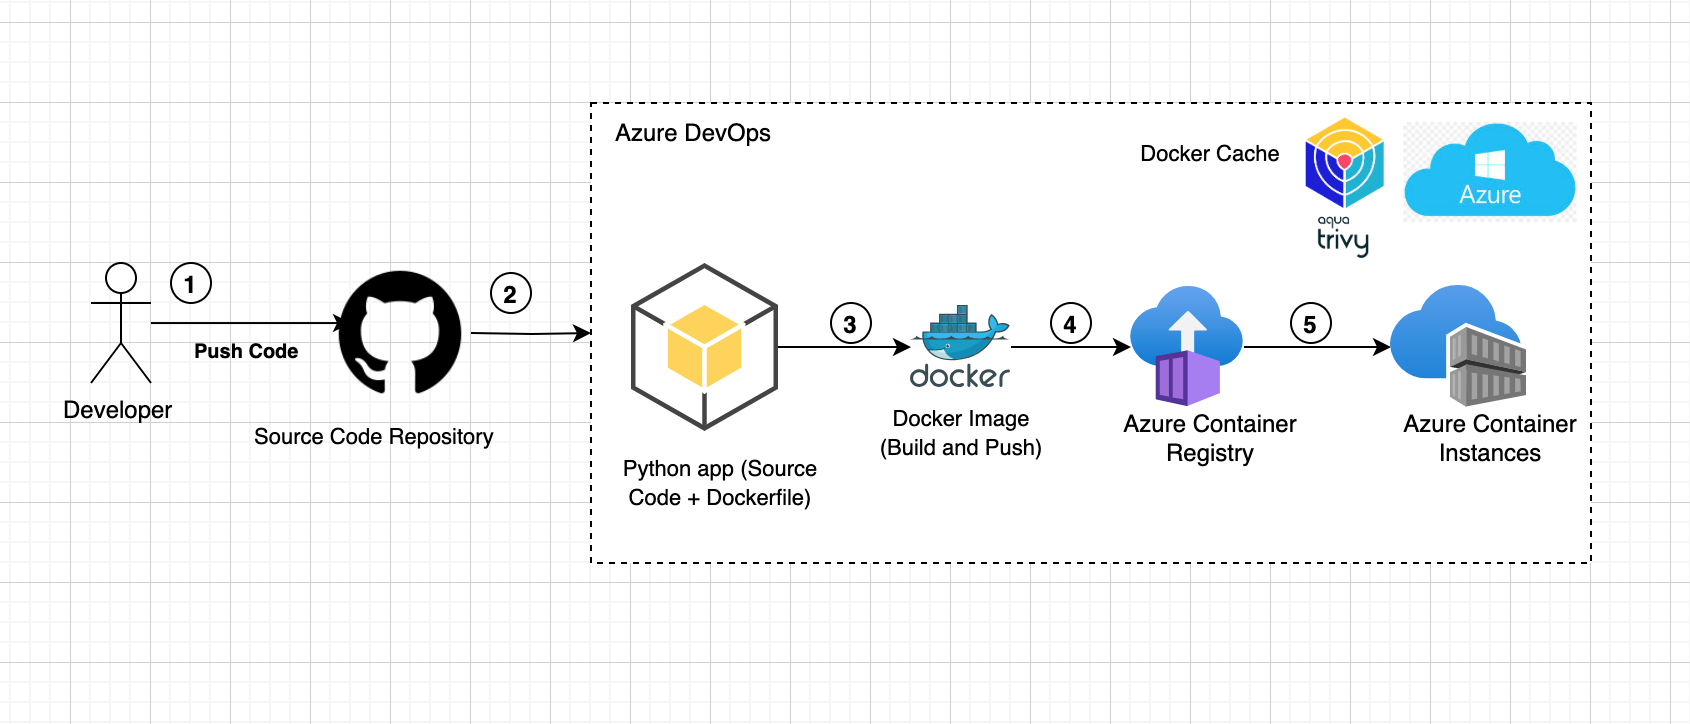 Azure DevOps
Docker Cache
aqua
trivy
Azure
1
Push Code
Developer
2
Source Code Repository
Python app (Source
Code + Dockerfile)
3
docker
Docker Image
(Build and Push)
4
Azure Container
Registry
5
Azure Container
Instances